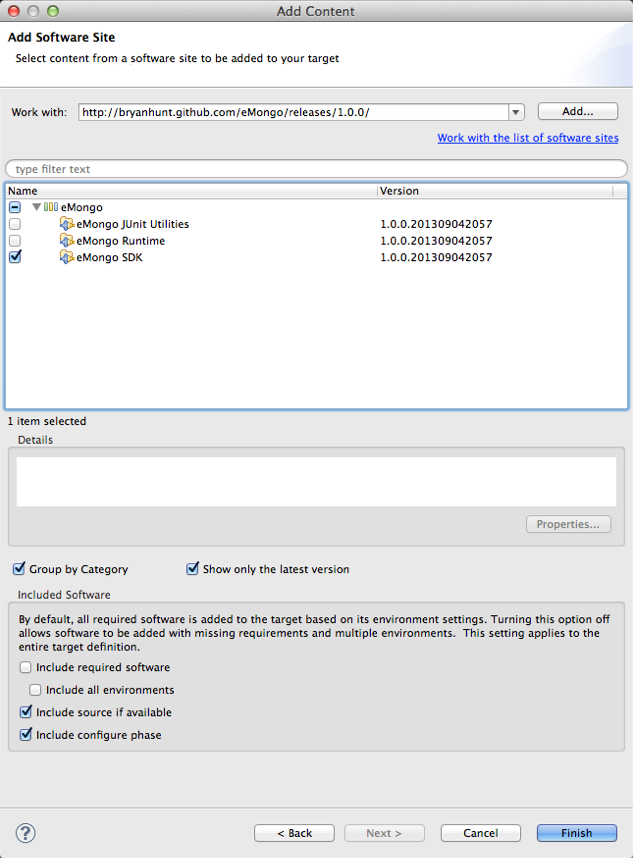 Add Content
Add Software Site
Select content from a software site to be added to your target
Work with: http://bryanhunt.github.com/eMongo/releases/1.0.0/ Add...
Work with the list of software sites
type filter text
Name Version
eMongo
eMongo JUnit Utilities 1.0.0.201309042057
eMongo Runtime 1.0.0.201309042057
eMongo SDK 1.0.0.201309042057
1 item selected
Details
Properties...
Group by Category Show only the latest version
Included Software
By default, all required software is added to the target based on its environment settings. Turning this option off
allows software to be added with missing requirements and multiple environments. This setting applies to the
entire target definition.
Include required software
Include all environments
Include source if available
Include configure phase
? < Back Next > Cancel Finish